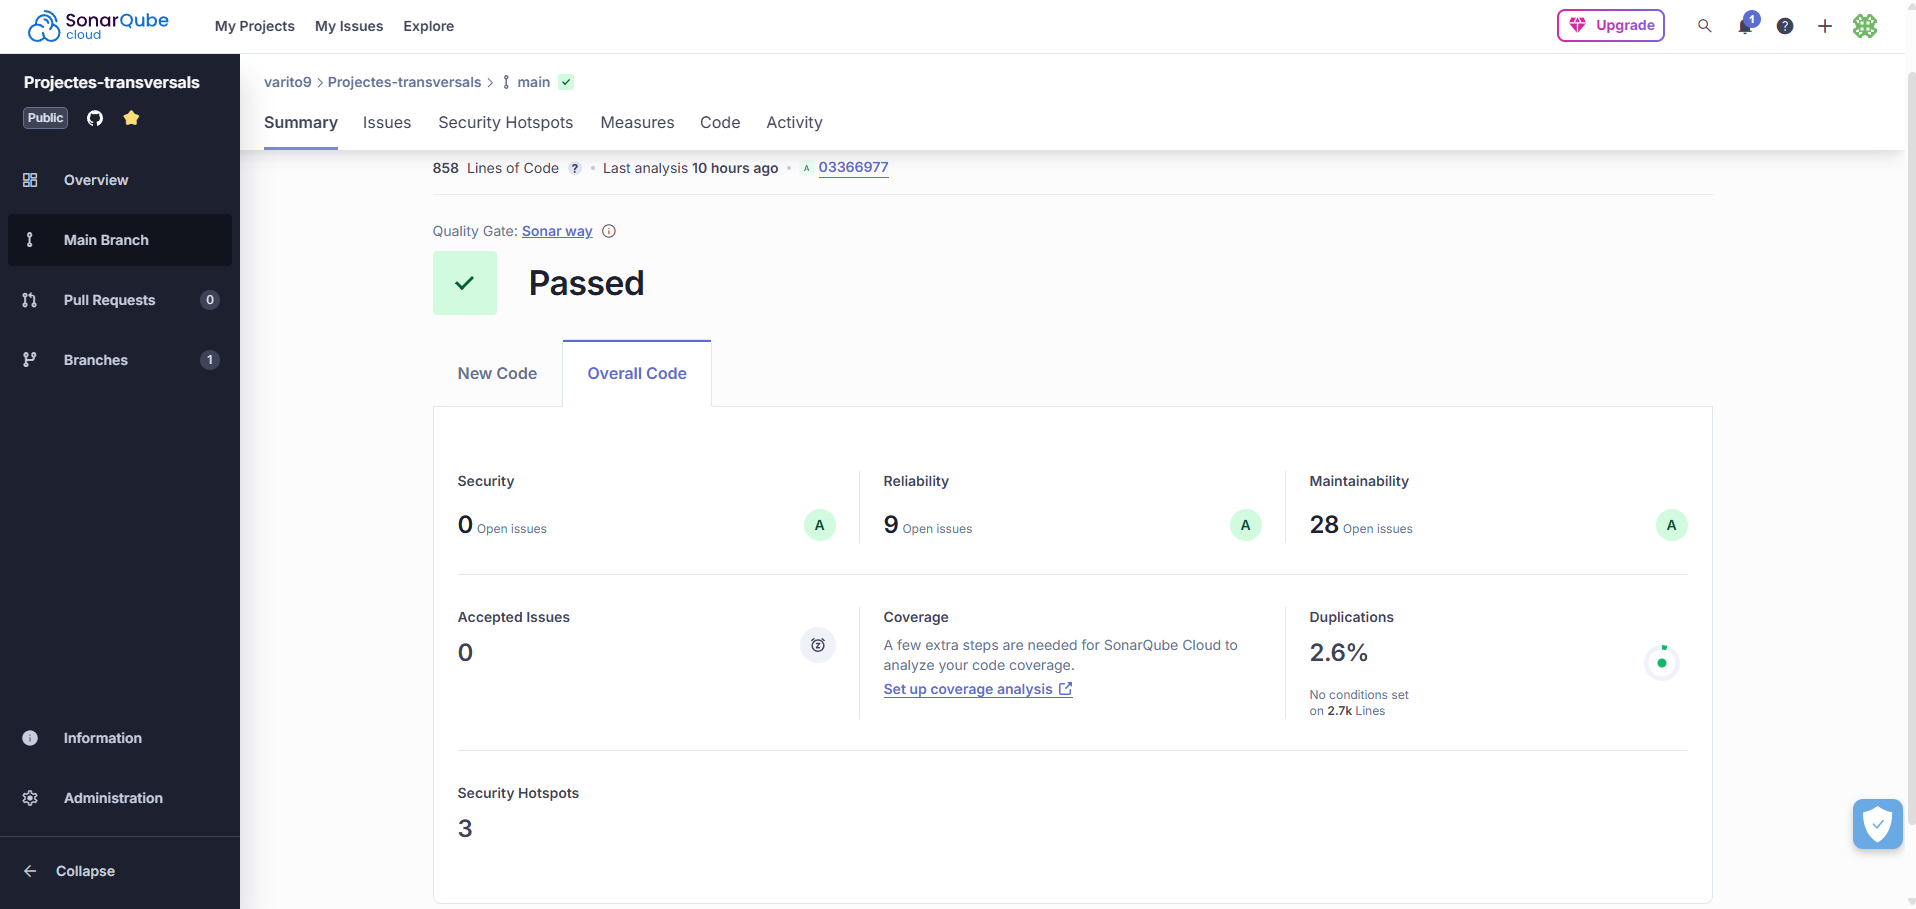 SonarQube cloud
My Projects My Issues Explore
Upgrade
1
Projectes-transversals
Public
Overview
Main Branch
Pull Requests 0
Branches 1
Information
Administration
Collapse
varito9 > Projectes-transversals > main
Summary Issues Security Hotspots Measures Code Activity
858 Lines of Code ? • Last analysis 10 hours ago • A 03366977
Quality Gate: Sonar way
Passed
New Code Overall Code
Security
0 Open issues A
Reliability
9 Open issues A
Maintainability
28 Open issues A
Accepted Issues
0
Coverage
A few extra steps are needed for SonarQube Cloud to
analyze your code coverage.
Set up coverage analysis
Duplications
2.6%
No conditions set
on 2.7k Lines
Security Hotspots
3